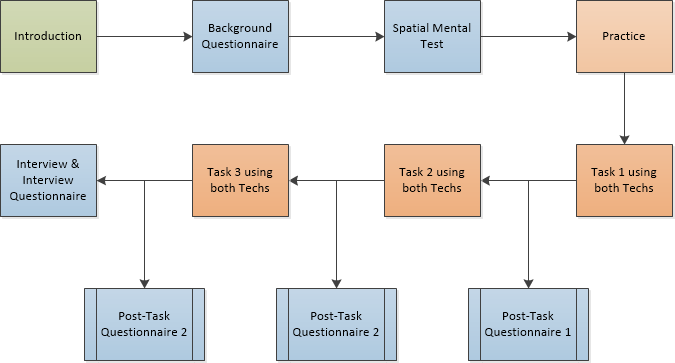 Introduction
Background
Questionnaire
Spatial Mental
Test
Practice
Interview &
Interview
Questionnaire
Task 3 using
both Techs
Task 2 using
both Techs
Task 1 using
both Techs
Post-Task
Questionnaire 2
Post-Task
Questionnaire 2
Post-Task
Questionnaire 1